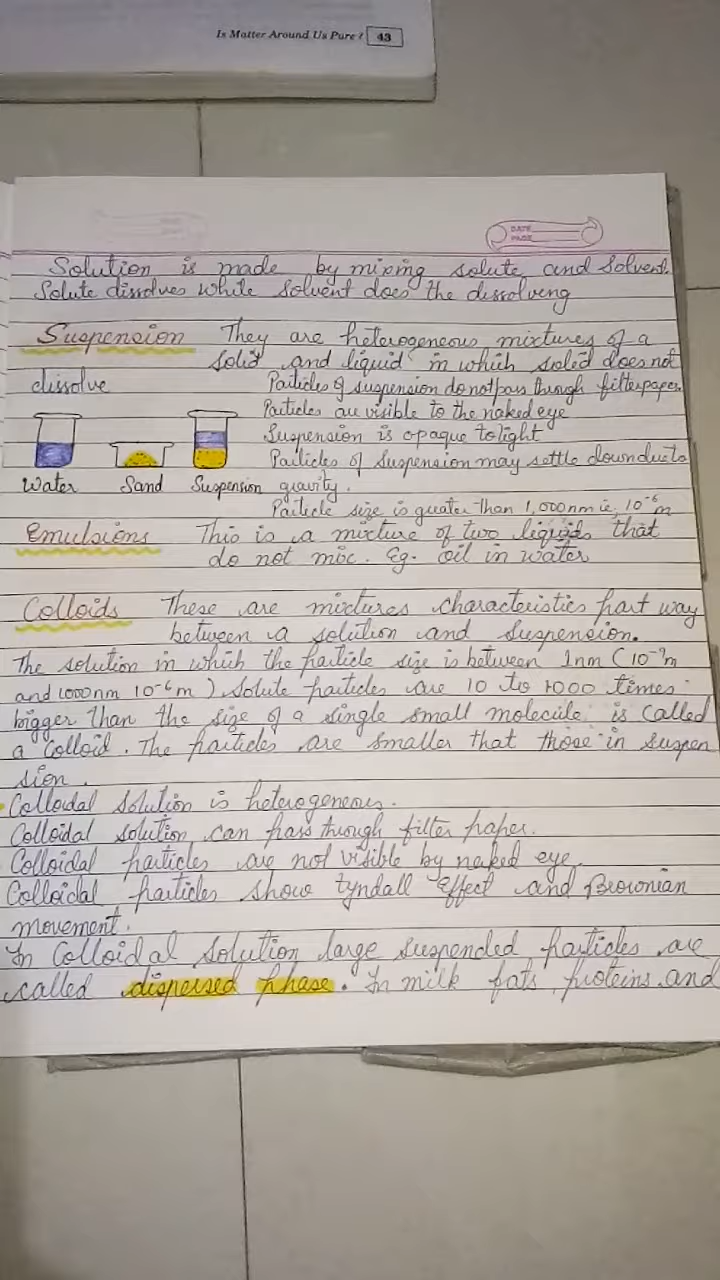 Is Matter Around Us Pure? 43
DATE
PAGE
Solution is made by mixing solute and solvent.
Solute dissolves while solvent does the dissolving
Suspension They are heterogeneous mixtures of a
solid and liquid in which solid does not
dissolve
Particles of suspension do not pass through filter paper
Particles are visible to the naked eye
Suspension is opaque to light
Particles of suspension may settle down due to
Water Sand Suspension gravity.
Particle size is greater than 1,000nm ie, 10⁻⁶m
Emulsions This is a mixture of two liquids that
do not mix. Eg. oil in water
Colloids These are mixtures characteristics part way
between a solution and suspension.
The solution in which the particle size is between 1nm (10⁻⁹m
and 1000nm 10⁻⁶m) Solute particles are 10 to 1000 times
bigger than the size of a single small molecule is called
a colloid. The particles are smaller that those in suspen
sion.
Colloidal solution is heterogeneous.
Colloidal solution can pass through filter paper.
Colloidal particles are not visible by naked eye.
Colloidal particles show tyndall effect and Brownian
movement.
In Colloidal solution large suspended particles are
called dispersed phase. In milk fats, proteins and